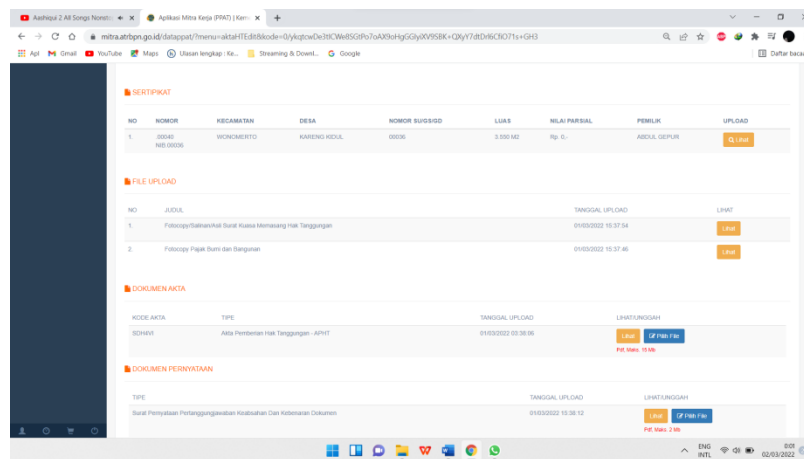 Aashiqui 2 All Songs Nonsto
Aplikasi Mitra Kerja (PPAT) | Kem
mitra.atrbpn.go.id/datappat/?menu=aktaHTEdit&kode=
Apl Gmail YouTube Maps Ulasan lengkap : Ke... Streaming & Downl... Google Daftar bacaa
SERTIPIKAT
NO NOMOR KECAMATAN DESA NOMOR SU/GS/GD LUAS NILAI PARSIAL PEMILIK UPLOAD
1. 00040 WONOMERTO KARENG KIDUL 00036 3.550 M2 Rp. 0,- ABDUL GEPUR Lihat
NIB.00036
FILE UPLOAD
NO JUDUL TANGGAL UPLOAD LIHAT
1. Fotocopy/Salinan/Asli Surat Kuasa Memasang Hak Tanggungan 01/03/2022 15:37:54 Lihat
2. Fotocopy Pajak Bumi dan Bangunan 01/03/2022 15:37:46 Lihat
DOKUMEN AKTA
KODE AKTA TIPE TANGGAL UPLOAD LIHAT/UNGGAH
SDH4VI Akta Pemberian Hak Tanggungan - APHT 01/03/2022 03:38:06 Lihat Pilih File
Pdf. Maks. 15 Mb
DOKUMEN PERNYATAAN
TIPE TANGGAL UPLOAD LIHAT/UNGGAH
Surat Pernyataan Pertanggungjawaban Keabsahan Dan Kebenaran Dokumen 01/03/2022 15:38:12 Lihat Pilih File
Pdf. Maks. 2 Mb
ENG
INTL
0:01
02/03/2022